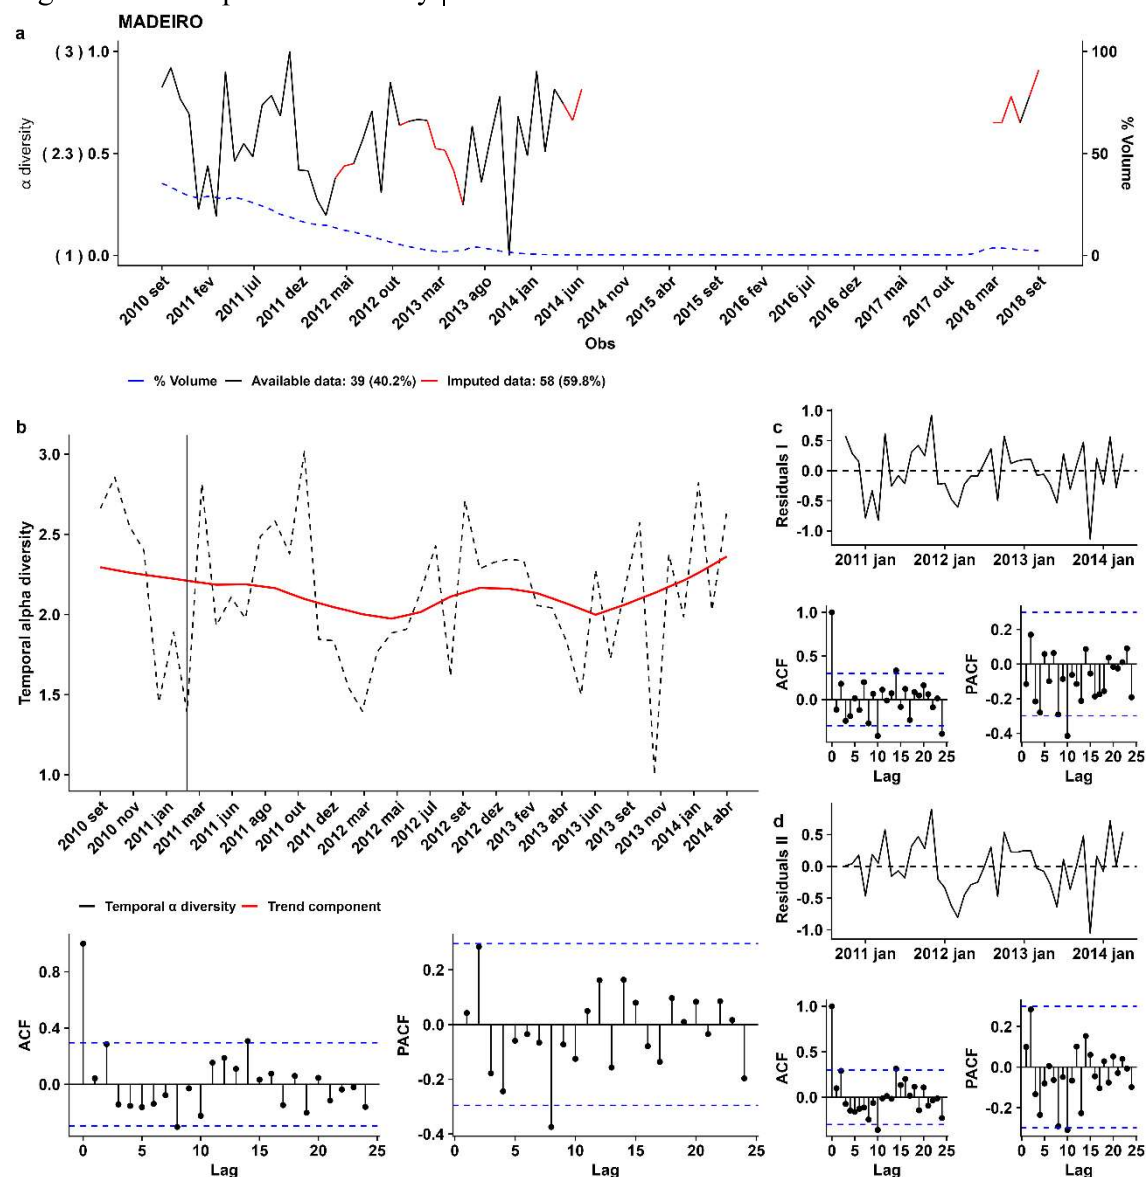 MADEIRO
a
( 3 ) 1.0
( 2.3 ) 0.5
( 1 ) 0.0
α diversity
100
50
0
% Volume
2010 set 2011 fev 2011 jul 2011 dez 2012 mai 2012 out 2013 mar 2013 ago 2014 jan 2014 jun 2014 nov 2015 abr 2015 set 2016 fev 2016 jul 2016 dez 2017 mai 2017 out 2018 mar 2018 set
Obs
% Volume Available data: 39 (40.2%) Imputed data: 58 (59.8%)
b
3.0
2.5
2.0
1.5
1.0
Temporal alpha diversity
2010 set 2010 nov 2011 jan 2011 mar 2011 jun 2011 ago 2011 out 2011 dez 2012 mar 2012 mai 2012 jul 2012 set 2012 dez 2013 fev 2013 abr 2013 jun 2013 set 2013 nov 2014 jan 2014 abr
Temporal α diversity Trend component
0.8
0.4
0.0
ACF
0 5 10 15 20 25
Lag
0.2
0.0
-0.2
-0.4
PACF
0 5 10 15 20 25
Lag
c
1.0
0.5
0.0
-0.5
-1.0
Residuals I
2011 jan 2012 jan 2013 jan 2014 jan
1.0
0.5
0.0
ACF
0 5 10 15 20 25
Lag
0.2
0.0
-0.2
-0.4
PACF
0 5 10 15 20 25
Lag
d
0.5
0.0
-0.5
-1.0
Residuals II
2011 jan 2012 jan 2013 jan 2014 jan
1.0
0.5
0.0
ACF
0 5 10 15 20 25
Lag
0.2
0.0
-0.2
PACF
0 5 10 15 20 25
Lag